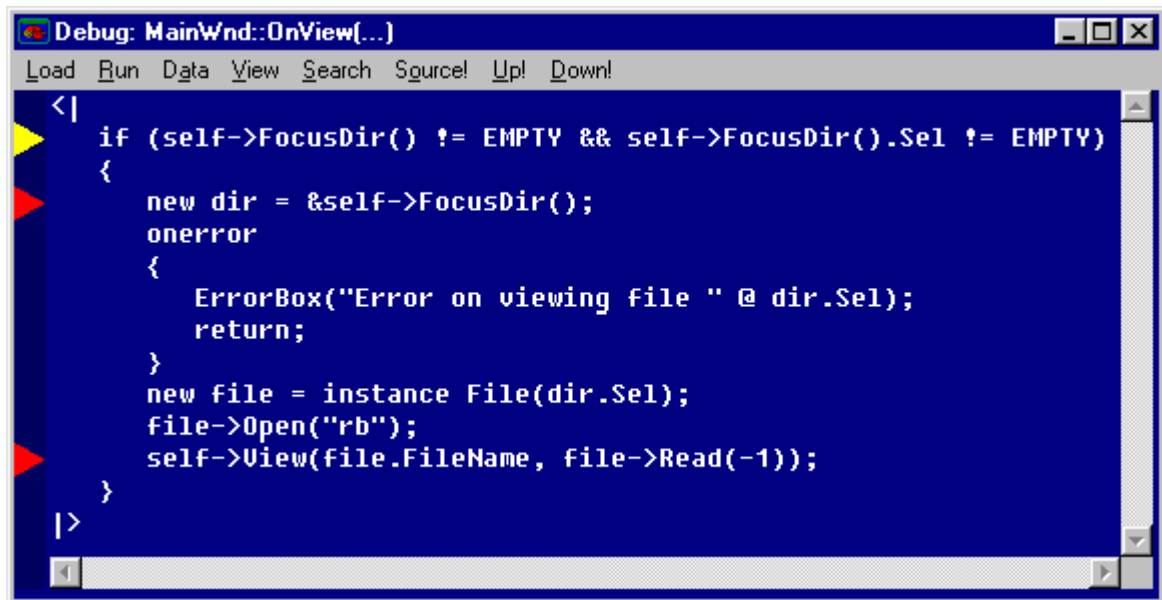 Debug: MainWnd::OnView(...)
Load Run Data View Search Source! Up! Down!
<|
if (self->FocusDir() != EMPTY && self->FocusDir().Sel != EMPTY)
{
new dir = &self->FocusDir();
onerror
{
ErrorBox("Error on viewing file " @ dir.Sel);
return;
}
new file = instance File(dir.Sel);
file->Open("rb");
self->View(file.FileName, file->Read(-1));
}
|>